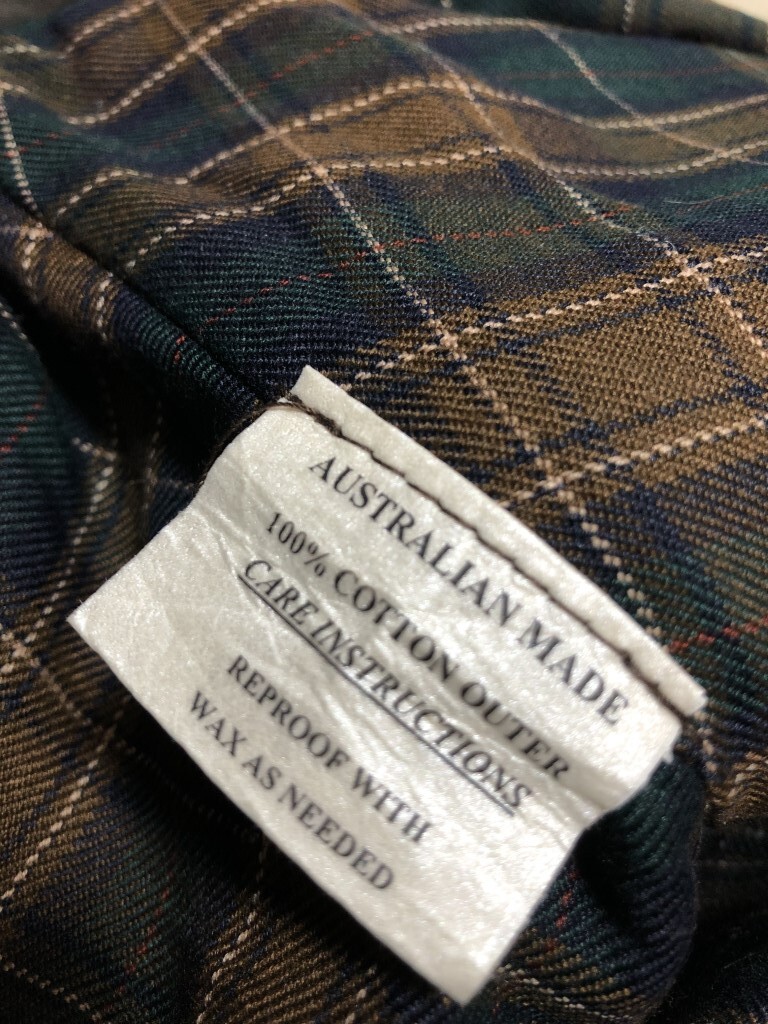 AUSTRALIAN MADE
100% COTTON OUTER
CARE INSTRUCTIONS
REPROOF WITH
WAX AS NEEDED